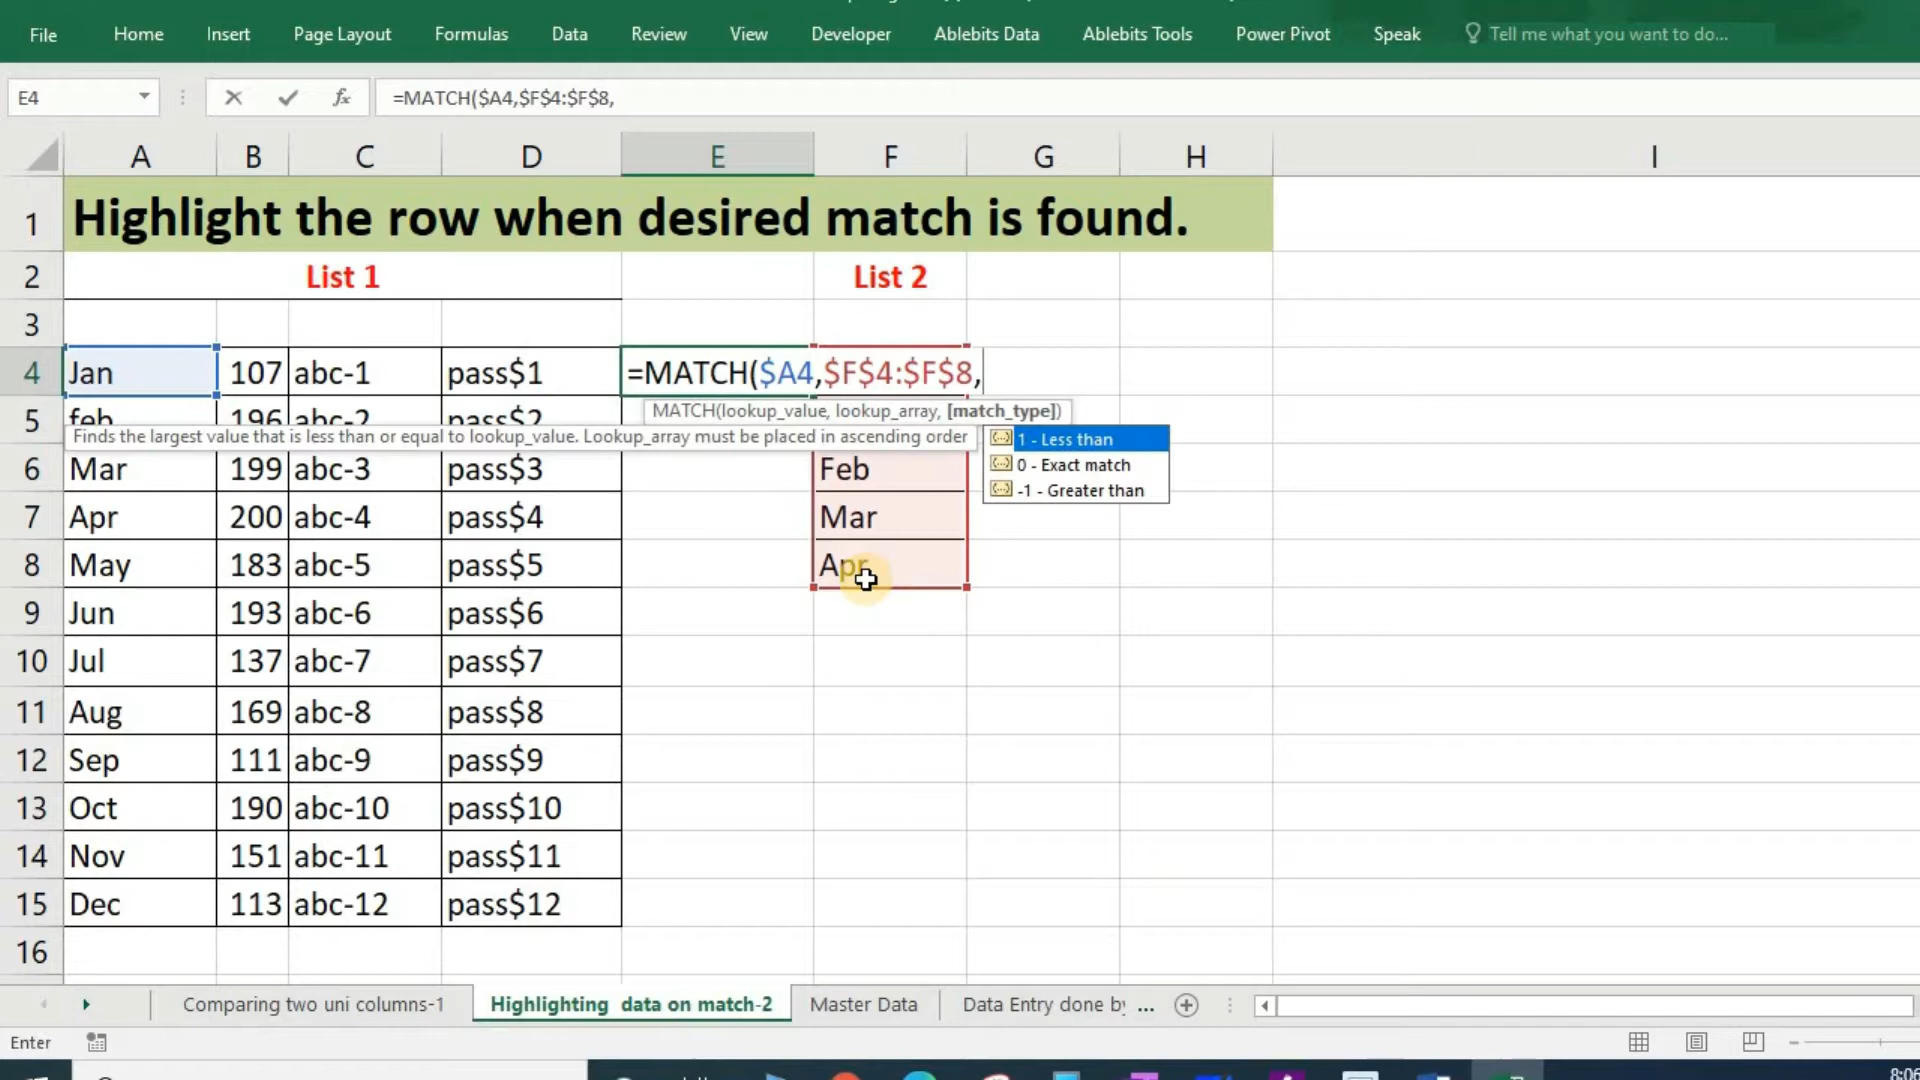 File Home Insert Page Layout Formulas Data Review View Developer Ablebits Data Ablebits Tools Power Pivot Speak Tell me what you want to do...
E4 fx =MATCH($A4,$F$4:$F$8,
A B C D E F G H I
1 Highlight the row when desired match is found.
2 List 1 List 2
3
4 Jan 107 abc-1 pass$1 =MATCH($A4,$F$4:$F$8,
MATCH(lookup_value, lookup_array, [match_type])
5 feb 196 abc-2 pass$2
Finds the largest value that is less than or equal to lookup_value. Lookup_array must be placed in ascending order
1 - Less than
0 - Exact match
-1 - Greater than
6 Mar 199 abc-3 pass$3 Feb
7 Apr 200 abc-4 pass$4 Mar
8 May 183 abc-5 pass$5 Apr
9 Jun 193 abc-6 pass$6
10 Jul 137 abc-7 pass$7
11 Aug 169 abc-8 pass$8
12 Sep 111 abc-9 pass$9
13 Oct 190 abc-10 pass$10
14 Nov 151 abc-11 pass$11
15 Dec 113 abc-12 pass$12
16
Comparing two uni columns-1 Highlighting data on match-2 Master Data Data Entry done by ...
Enter
8:06